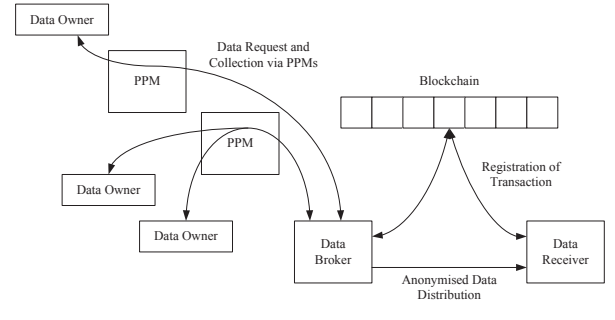 Data Owner
Data Request and
Collection via PPMs
PPM
Blockchain
PPM
Registration of
Transaction
Data Owner
Data Owner
Data
Broker
Data
Receiver
Anonymised Data
Distribution